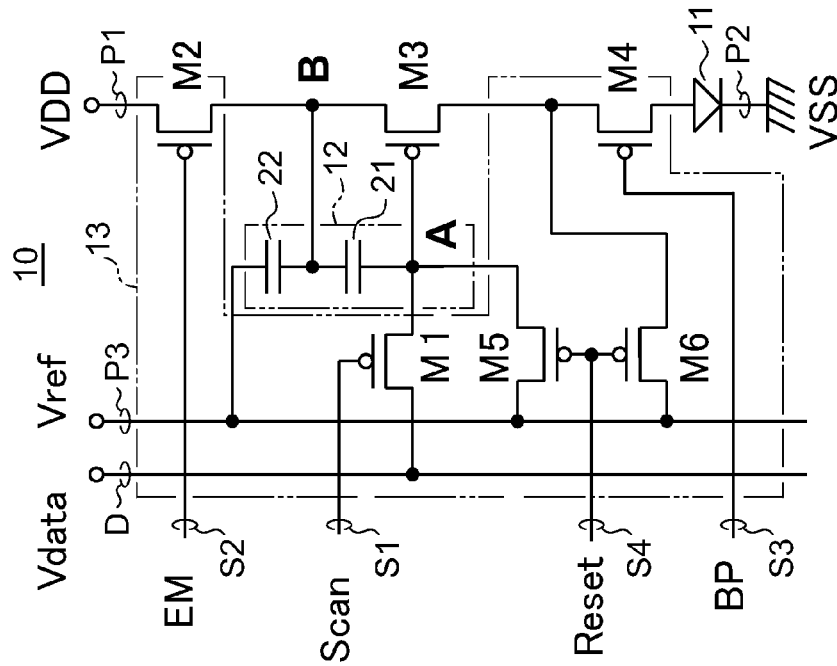 10
VDD
P1
M2
B
M3
M4
11
P2
VSS
13
22
12
21
A
Vref
P3
M1
M5
M6
Vdata
D
EM
S2
Scan
S1
Reset
S4
BP
S3